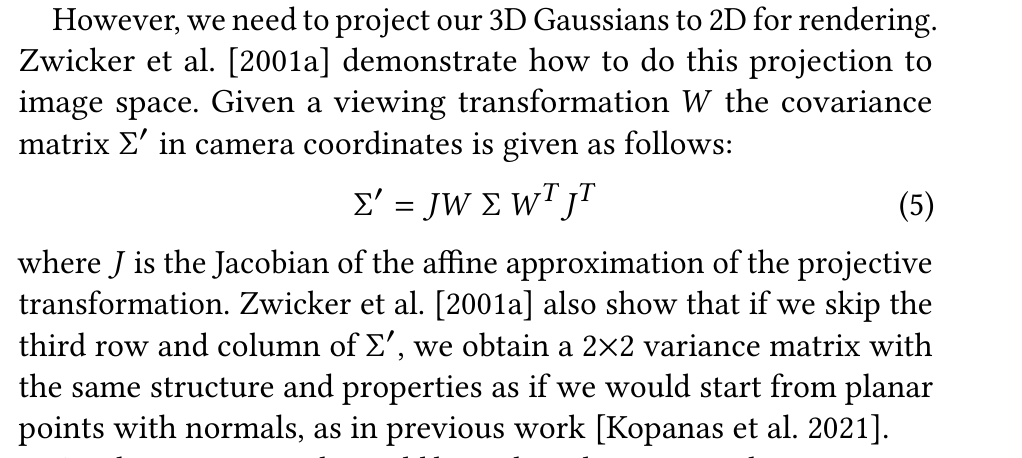 However, we need to project our 3D Gaussians to 2D for rendering.
Zwicker et al. [2001a] demonstrate how to do this projection to
image space. Given a viewing transformation W the covariance
matrix Σ′ in camera coordinates is given as follows:
Σ′ = JW Σ W^T J^T (5)
where J is the Jacobian of the affine approximation of the projective
transformation. Zwicker et al. [2001a] also show that if we skip the
third row and column of Σ′, we obtain a 2×2 variance matrix with
the same structure and properties as if we would start from planar
points with normals, as in previous work [Kopanas et al. 2021].